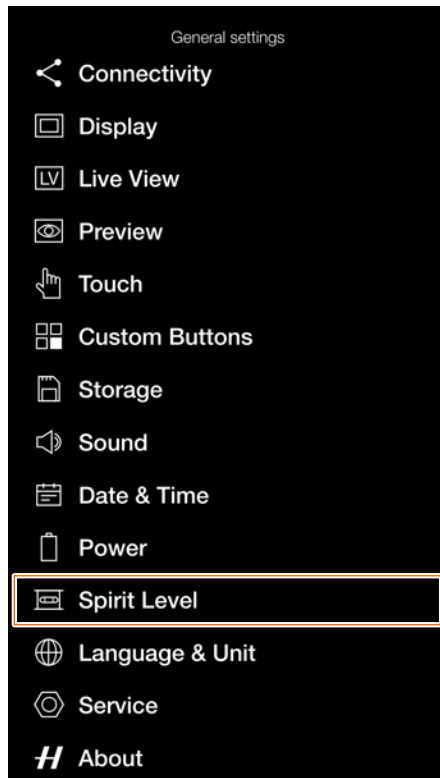 General settings
Connectivity
Display
LV Live View
Preview
Touch
Custom Buttons
Storage
Sound
Date & Time
Power
Spirit Level
Language & Unit
Service
H About